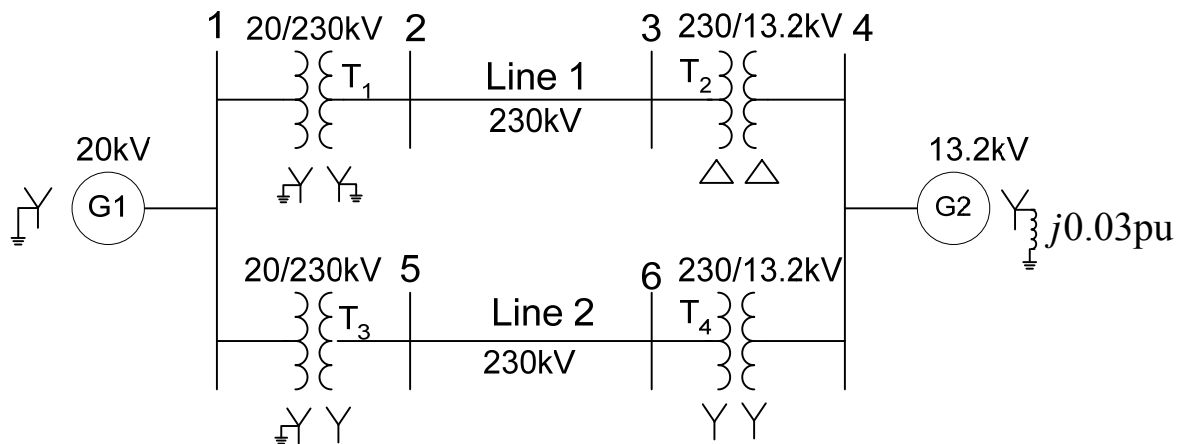 1 20/230kV 2 3 230/13.2kV 4
T1 Line 1 T2
230kV
20kV 13.2kV
G1 G2 j0.03pu
20/230kV 5 6 230/13.2kV
T3 Line 2 T4
230kV